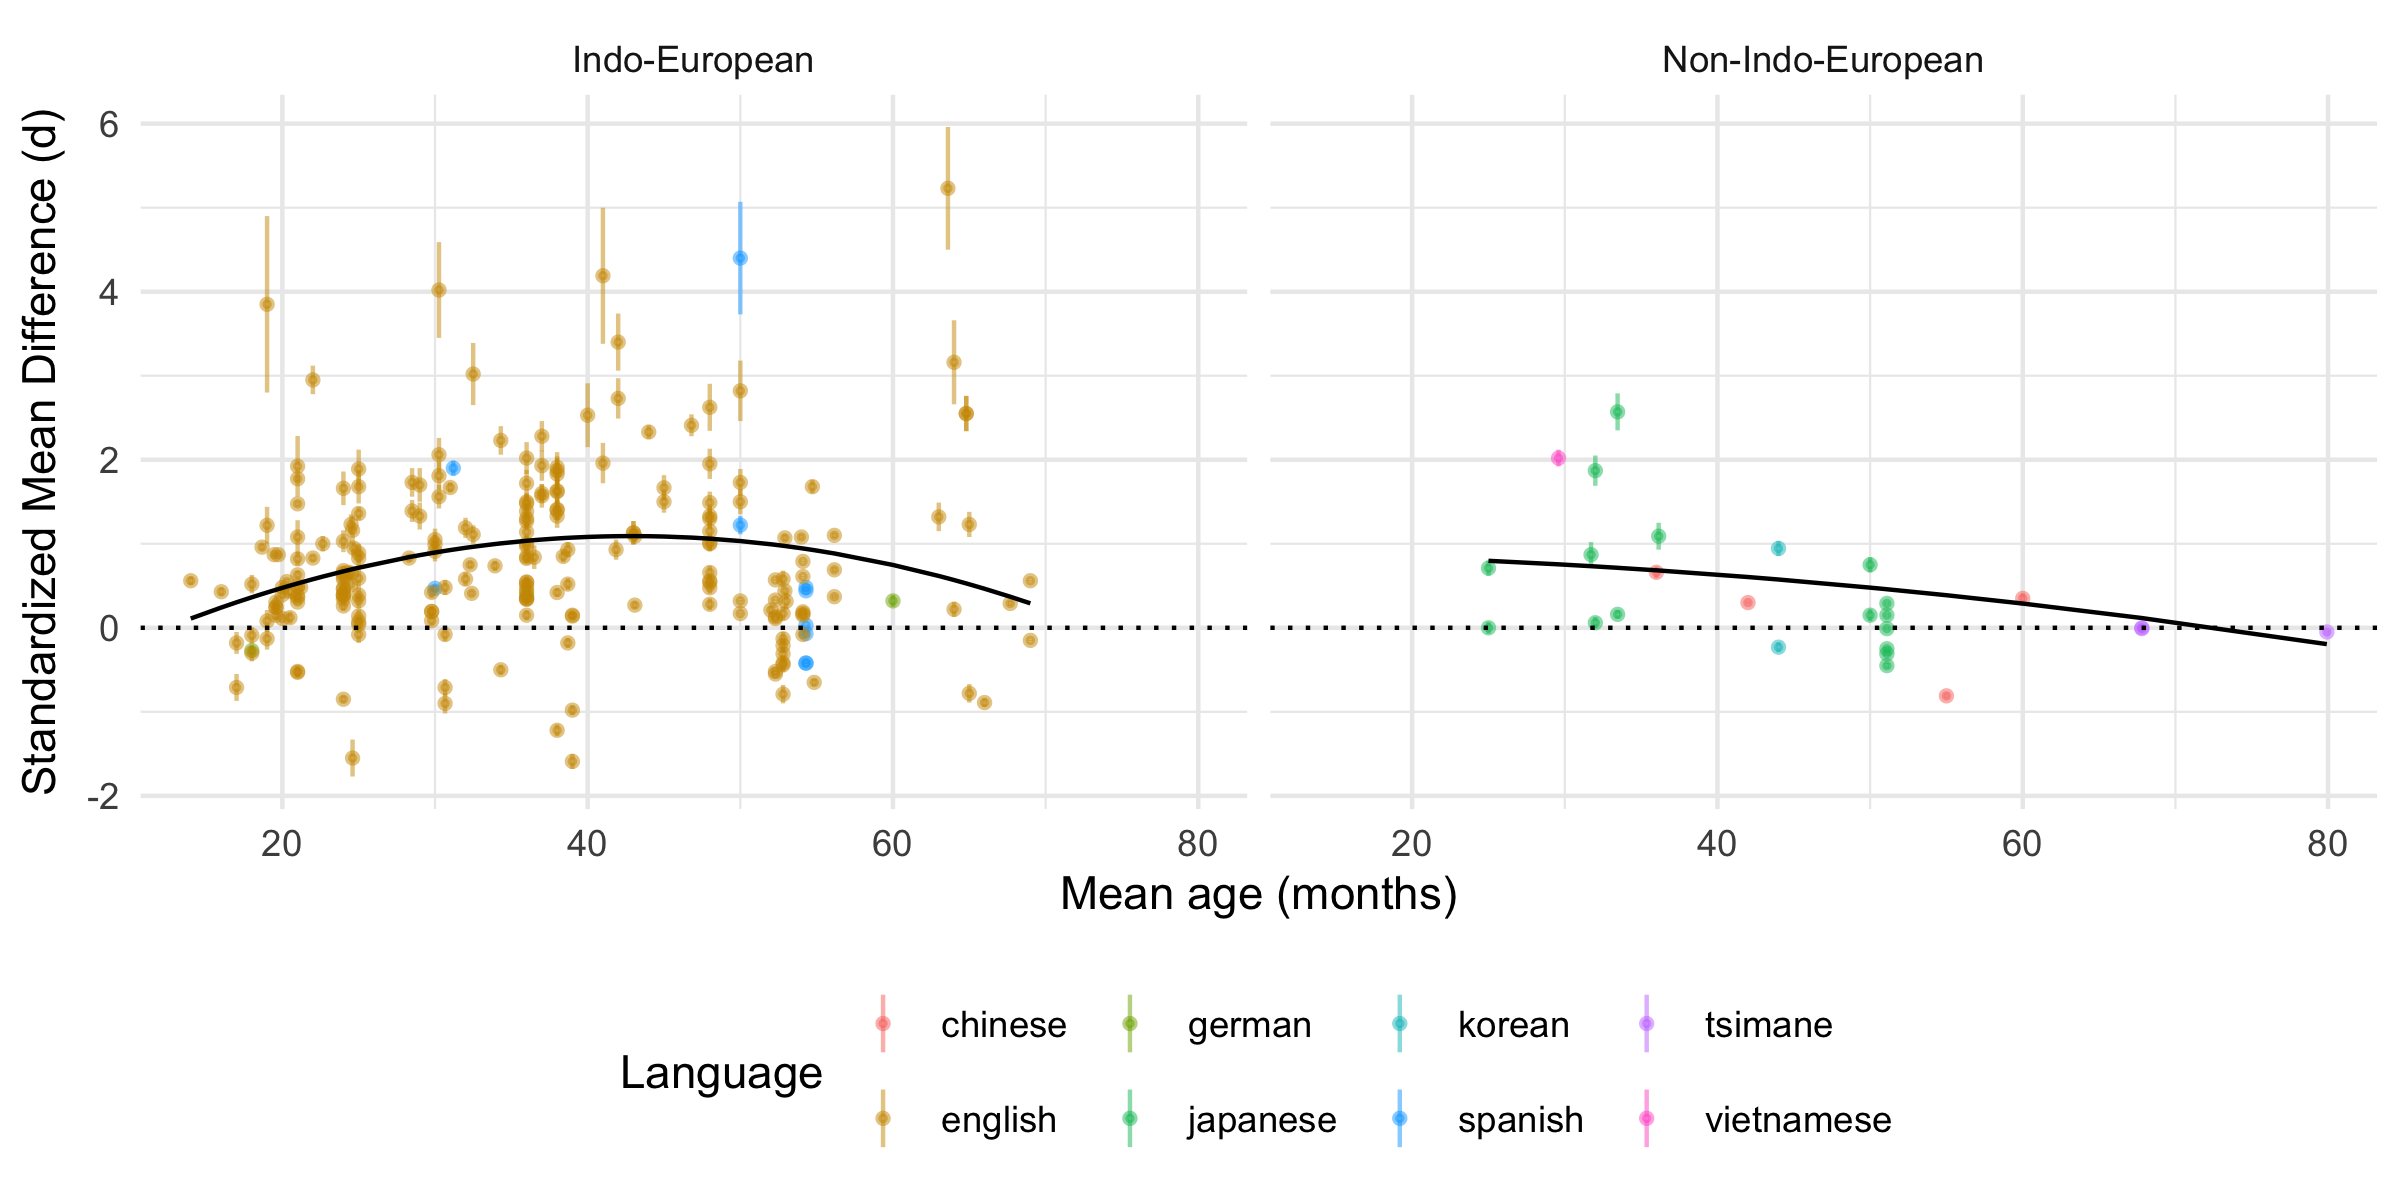 Indo-European
Non-Indo-European
Standardized Mean Difference (d)
6
4
2
0
-2
20 40 60 80
20 40 60 80
Mean age (months)
Language
chinese german korean tsimane
english japanese spanish vietnamese